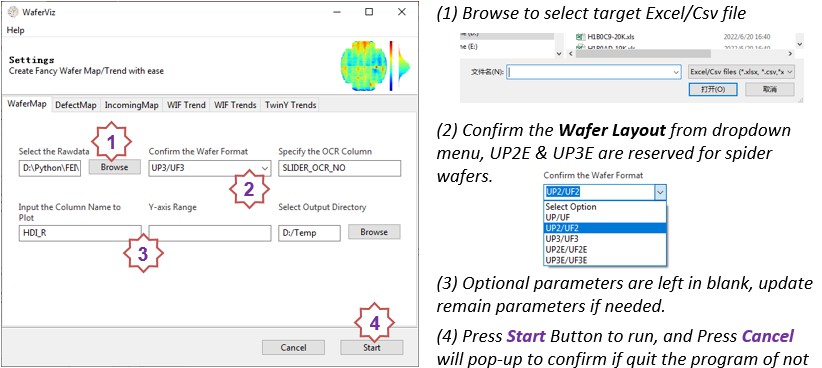 WaferViz
Help
Settings
Create Fancy Wafer Map/Trend with ease
WaferMap DefectMap IncomingMap WIF Trend WIF Trends TwinY Trends
1
Select the Rawdata Confirm the Wafer Format Specify the OCR Column
D:\Python\FEI\ Browse UP3/UF3 SLIDER_OCR_NO
2
Input the Column Name to
Plot
Y-axis Range Select Output Directory
HDI_R D:/Temp Browse
3
4
Cancel Start
(1) Browse to select target Excel/Csv file
H1B0C9-20K.xls 2022/6/20 16:40
(E:)
2022/6/20 16:40
文件名(N): Excel/Csv files (*.xlsx, *.csv,*x
打开(O) 取消
(2) Confirm the Wafer Layout from dropdown
menu, UP2E & UP3E are reserved for spider
wafers.
Confirm the Wafer Format
UP2/UF2
Select Option
UP/UF
UP2/UF2
UP3/UF3
UP2E/UF2E
UP3E/UF3E
(3) Optional parameters are left in blank, update
remain parameters if needed.
(4) Press Start Button to run, and Press Cancel
will pop-up to confirm if quit the program of not